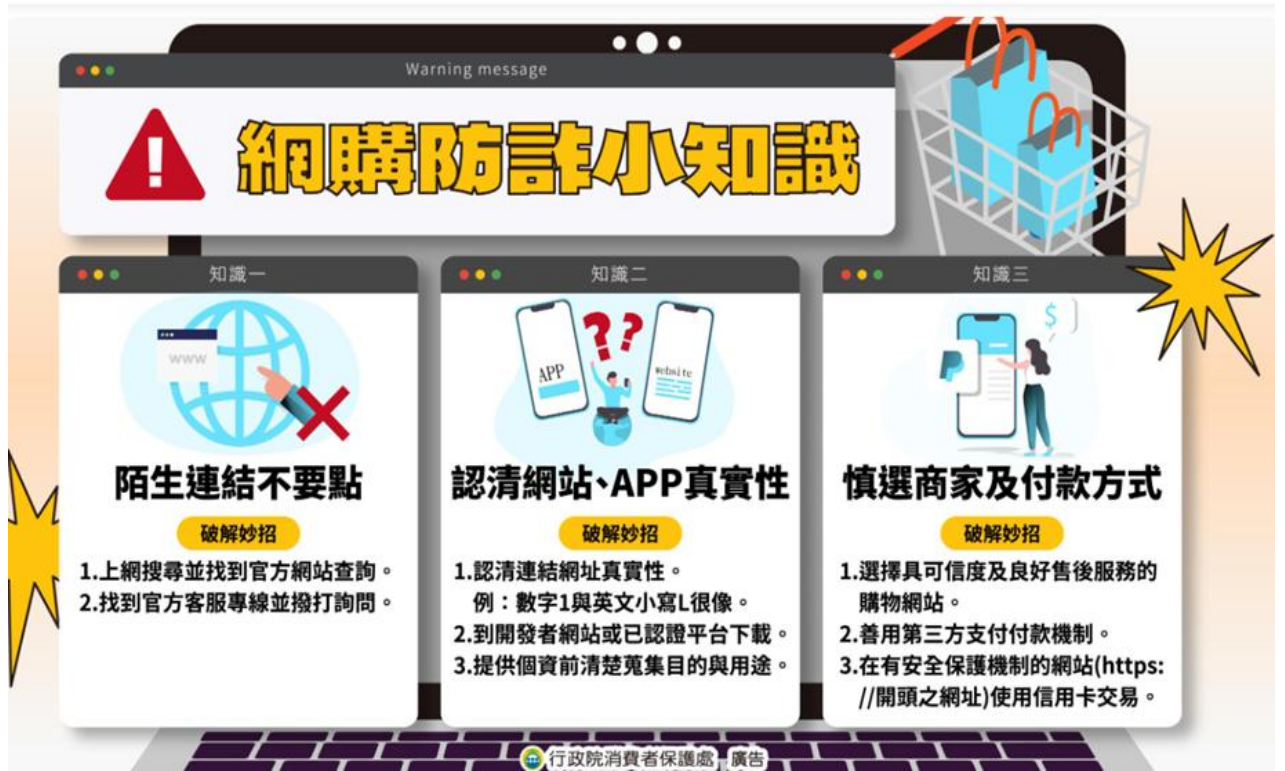 Warning message
網購防詐小知識
知識一
www
陌生連結不要點
破解妙招
1.上網搜尋並找到官方網站查詢。
2.找到官方客服專線並撥打詢問。
知識二
APP
??
website
認清網站、APP真實性
破解妙招
1.認清連結網址真實性。
例：數字1與英文小寫L很像。
2.到開發者網站或已認證平台下載。
3.提供個資前清楚蒐集目的與用途。
知識三
$
慎選商家及付款方式
破解妙招
1.選擇具可信度及良好售後服務的
購物網站。
2.善用第三方支付付款機制。
3.在有安全保護機制的網站(https:
//開頭之網址)使用信用卡交易。
行政院消費者保護處 廣告